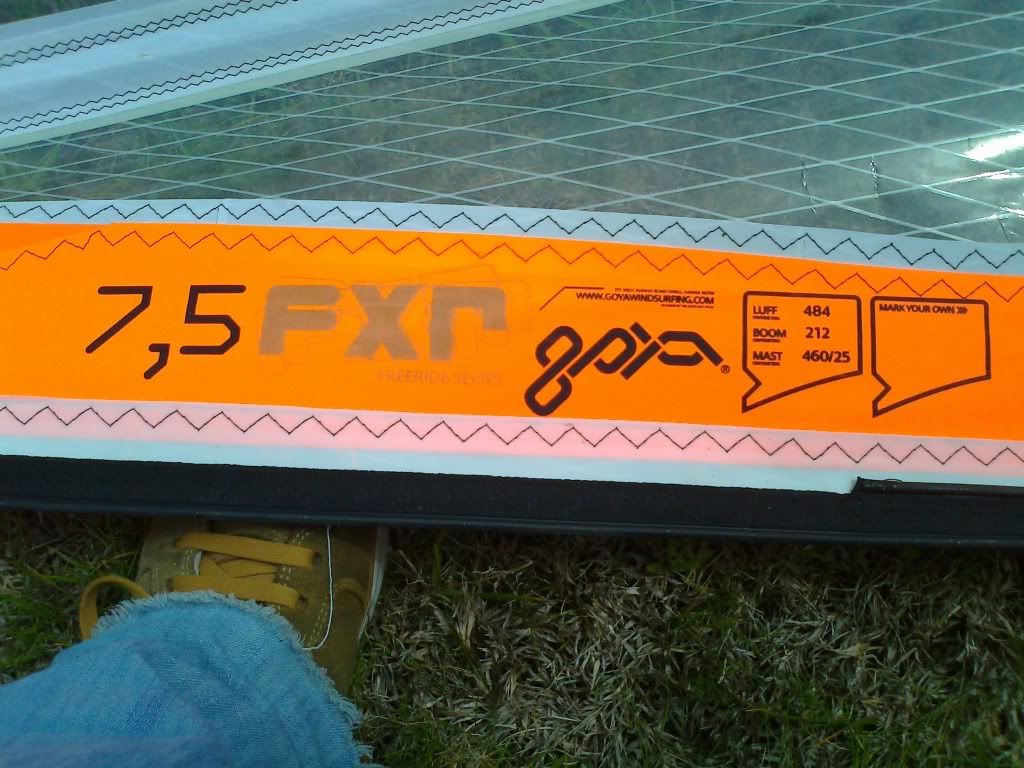 7,5 FXR
FREERIDE SERIES
WWW.GOYAWINDSURFING.COM
goya®
LUFF 484
BOOM 212
MAST 460/25
MARK YOUR OWN